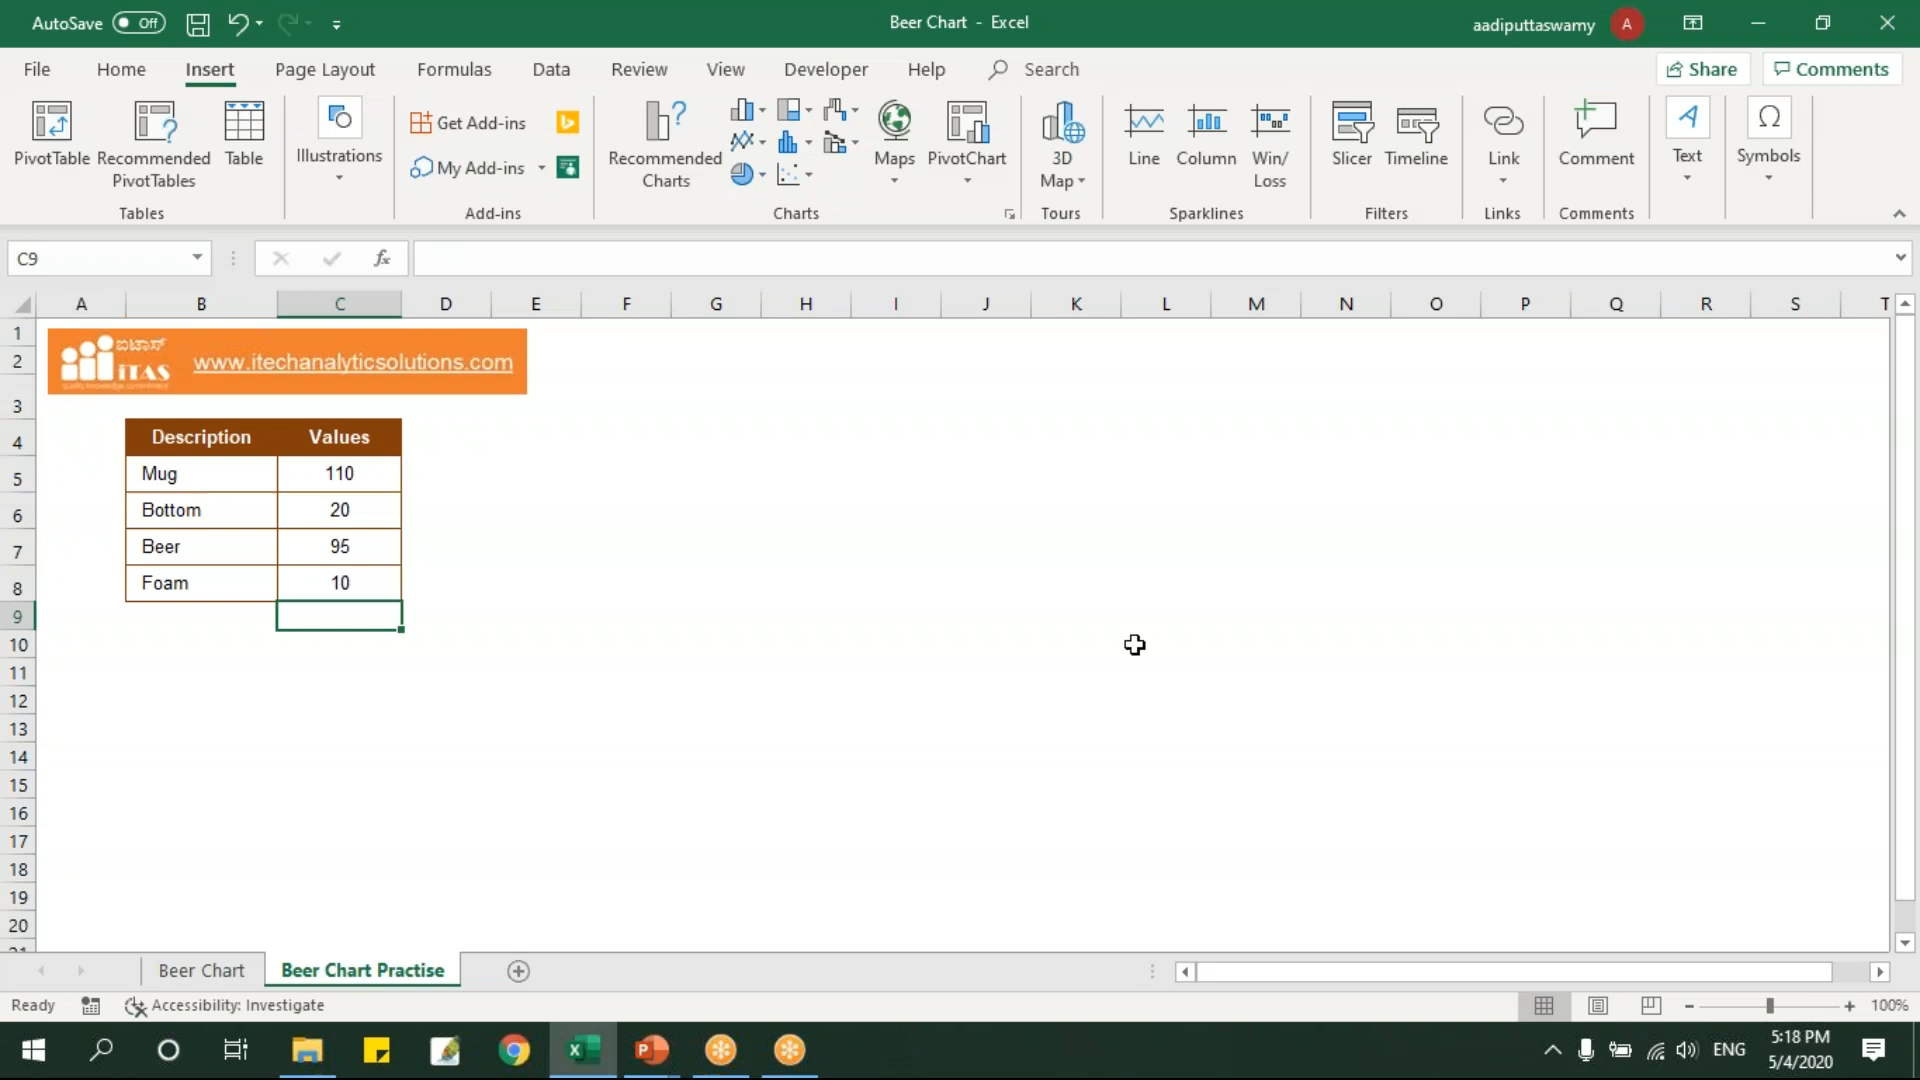 AutoSave Off
Beer Chart - Excel
aadiputtaswamy A
File Home Insert Page Layout Formulas Data Review View Developer Help Search
Share Comments
PivotTable
Recommended
PivotTables
Table
Tables
Illustrations
Get Add-ins
My Add-ins
Add-ins
Recommended
Charts
Maps
PivotChart
Charts
3D
Map
Tours
Line
Column
Win/
Loss
Sparklines
Slicer
Timeline
Filters
Link
Links
Comment
Comments
Text
Symbols
C9
fx
A B C D E F G H I J K L M N O P Q R S T
1
2
3
4
5
6
7
8
9
10
11
12
13
14
15
16
17
18
19
20
21
ಐಟಾಸ್
iTAS
www.itechanalyticsolutions.com
Description Values
Mug 110
Bottom 20
Beer 95
Foam 10
Beer Chart Beer Chart Practise
Ready
Accessibility: Investigate
100%
ENG
5:18 PM
5/4/2020